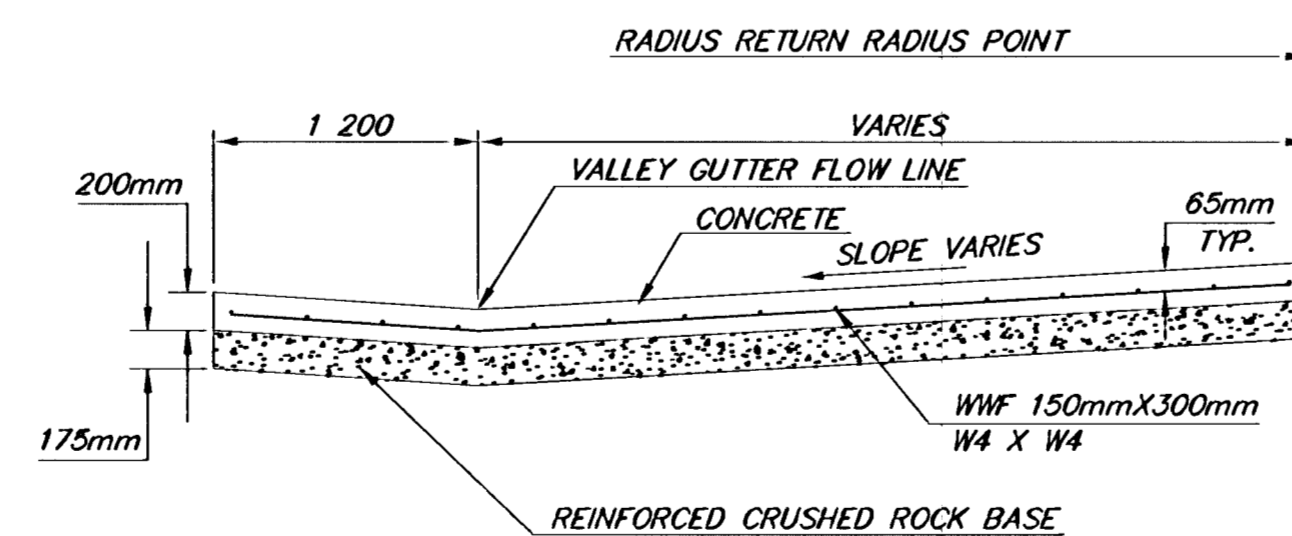 RADIUS RETURN RADIUS POINT
1 200
VARIES
200mm
VALLEY GUTTER FLOW LINE
CONCRETE
65mm
TYP.
SLOPE VARIES
WWF 150mmX300mm
W4 X W4
175mm
REINFORCED CRUSHED ROCK BASE